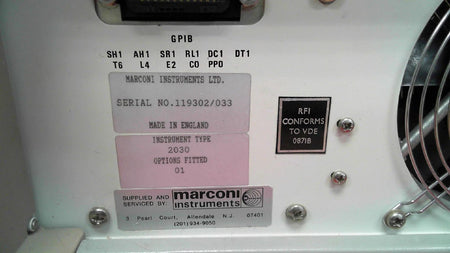 GPIB
SH1 AH1 SR1 RL1 DC1 DT1
T6 L4 E2 C0 PP0
MARCONI INSTRUMENTS LTD.
SERIAL NO.119302/033
MADE IN ENGLAND
INSTRUMENT TYPE
2030
OPTIONS FITTED
01
RFI
CONFORMS
TO VDE
0871B
SUPPLIED AND
SERVICED BY:
marconi
instruments
3 Pearl Court, Allendale N.J. 07401
(201)934-9050